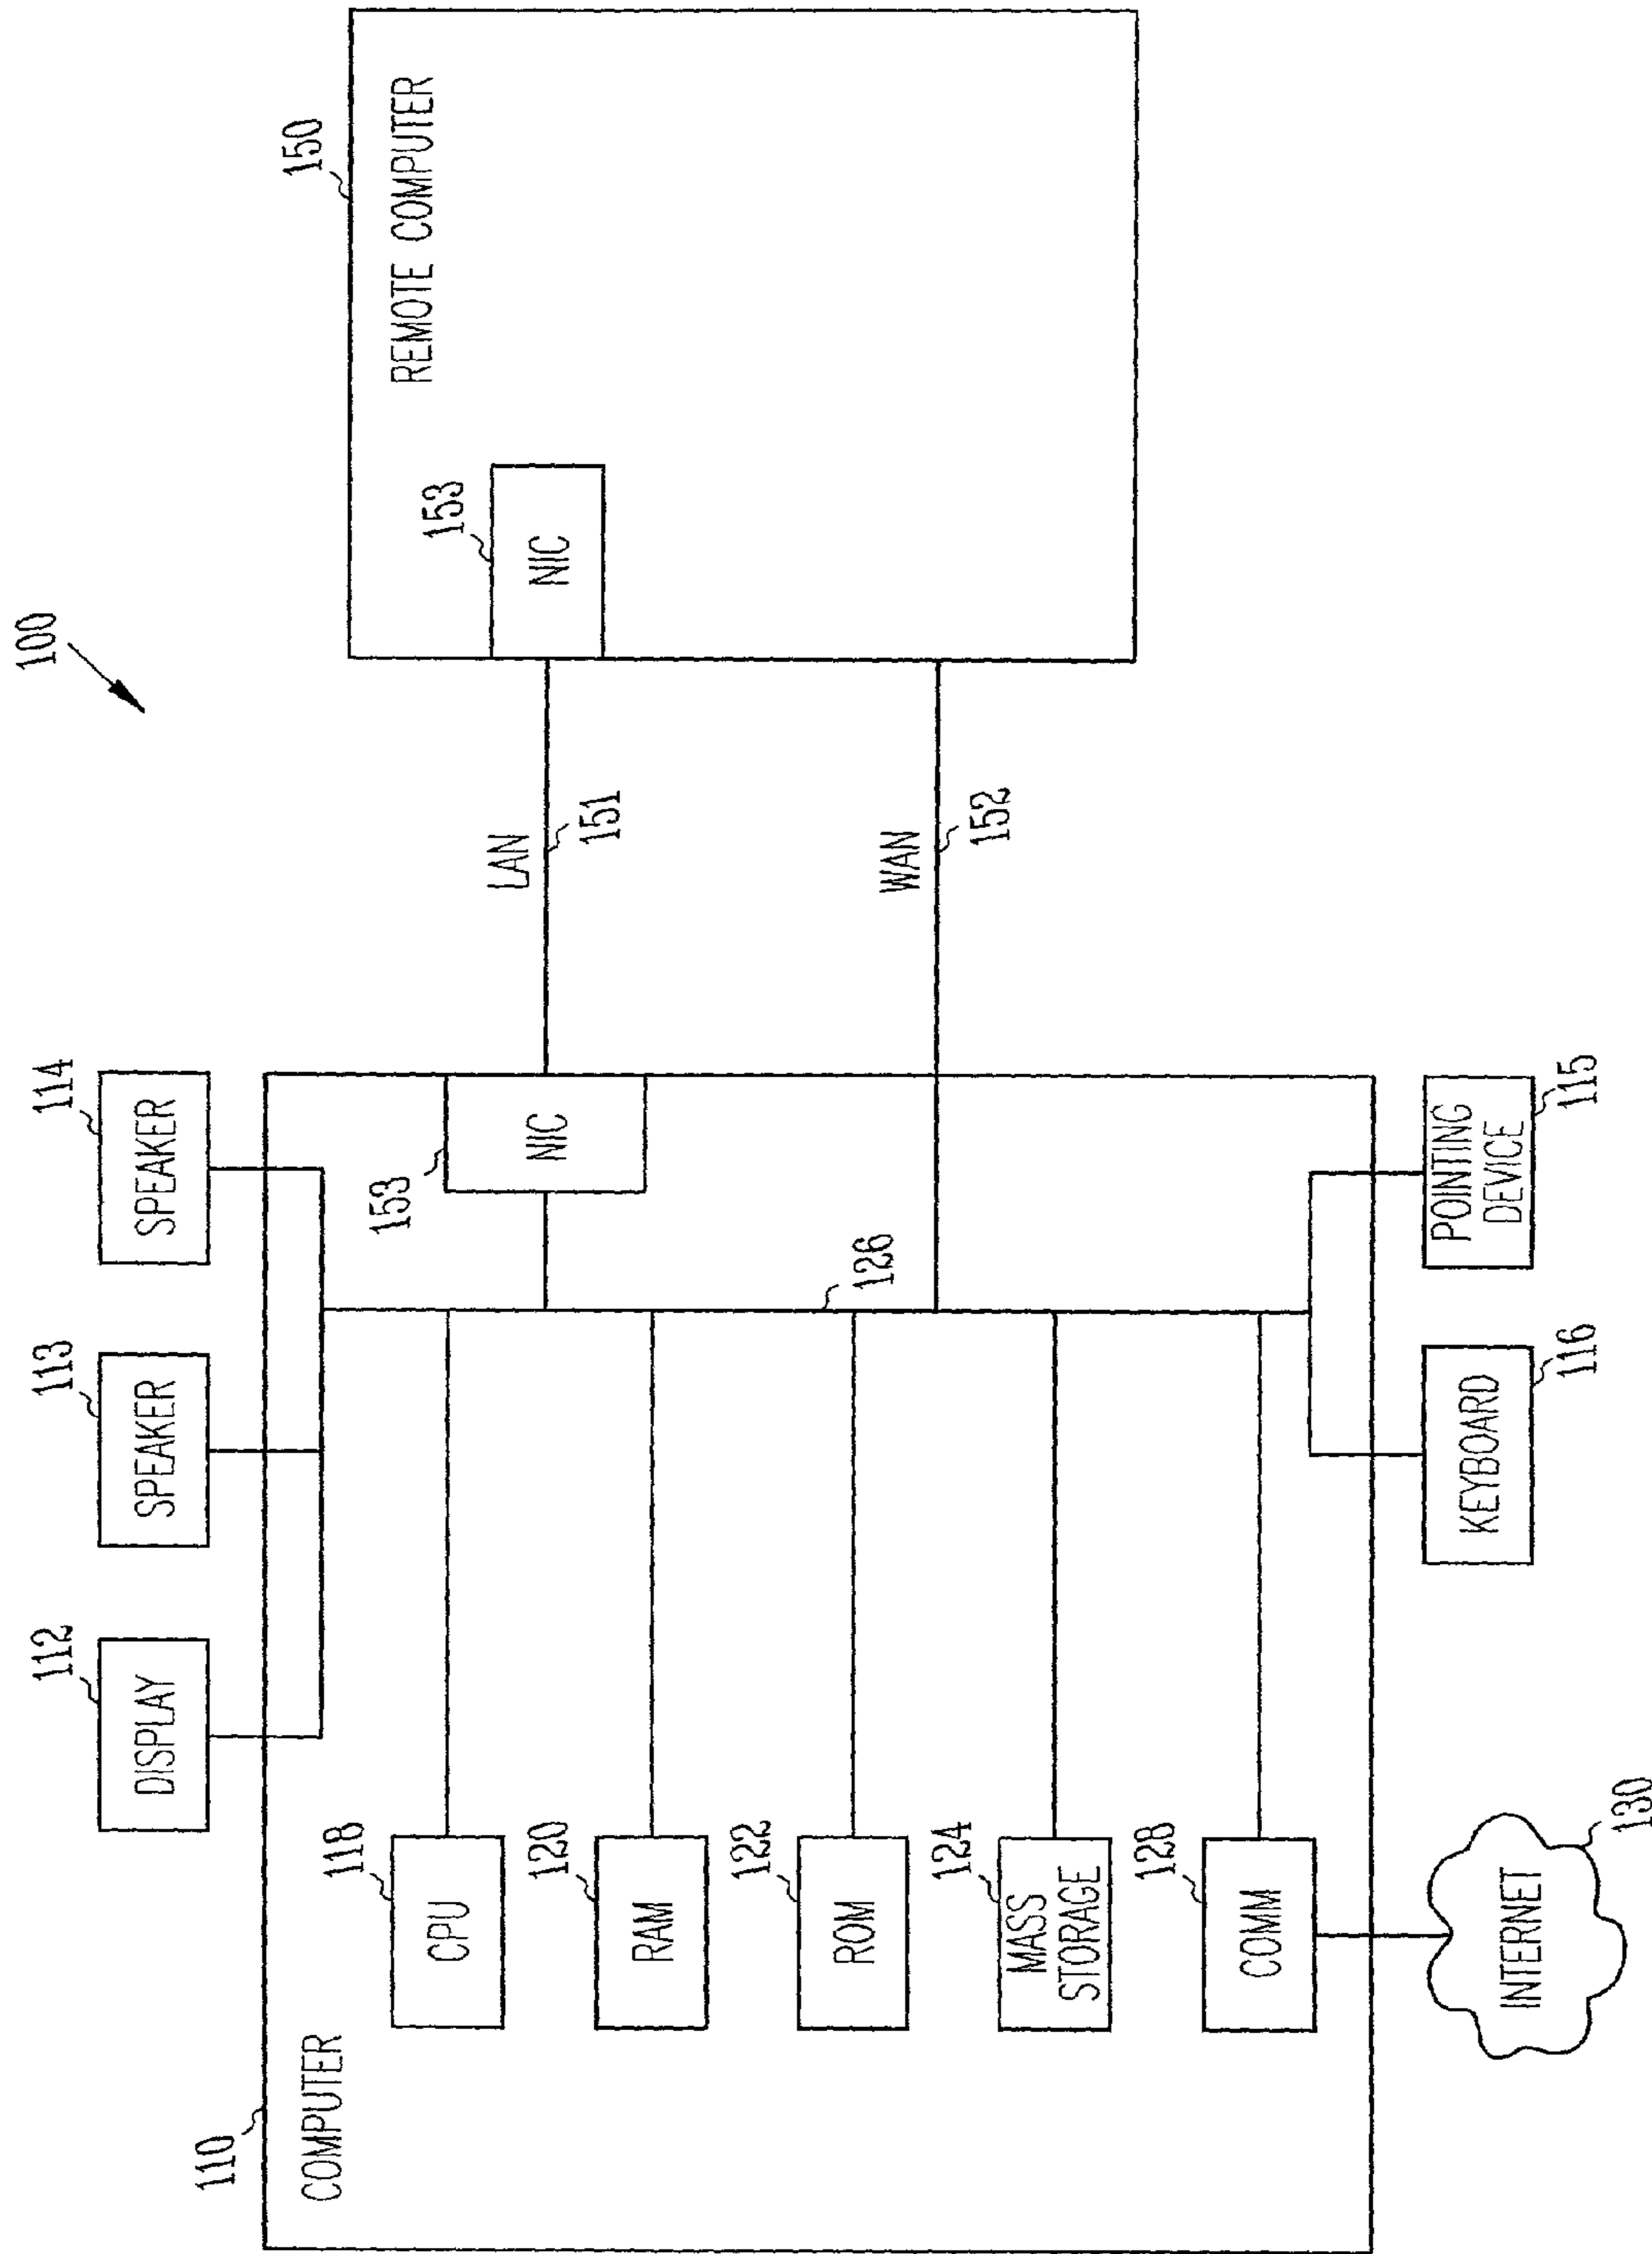 100
114
SPEAKER
113
SPEAKER
112
DISPLAY
110
COMPUTER
118
CPU
120
RAM
122
ROM
124
MASS
STORAGE
128
COMM
126
153
NIC
LAN
151
WAN
152
150
REMOTE COMPUTER
153
NIC
130
INTERNET
116
KEYBOARD
115
POINTING
DEVICE